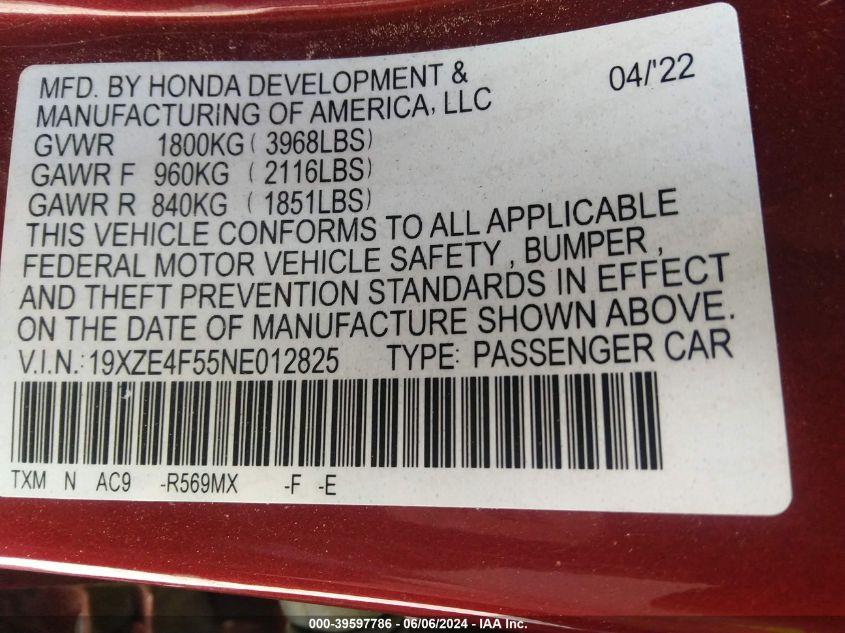 MFD. BY HONDA DEVELOPMENT & 04/'22
MANUFACTURING OF AMERICA, LLC
GVWR 1800KG ( 3968LBS)
GAWR F 960KG ( 2116LBS)
GAWR R 840KG ( 1851LBS)
THIS VEHICLE CONFORMS TO ALL APPLICABLE
FEDERAL MOTOR VEHICLE SAFETY , BUMPER ,
AND THEFT PREVENTION STANDARDS IN EFFECT
ON THE DATE OF MANUFACTURE SHOWN ABOVE.
V.I.N.: 19XZE4F55NE012825 TYPE: PASSENGER CAR
TXM N AC9 -R569MX -F -E
000-39597786 - 06/06/2024 - IAA Inc.